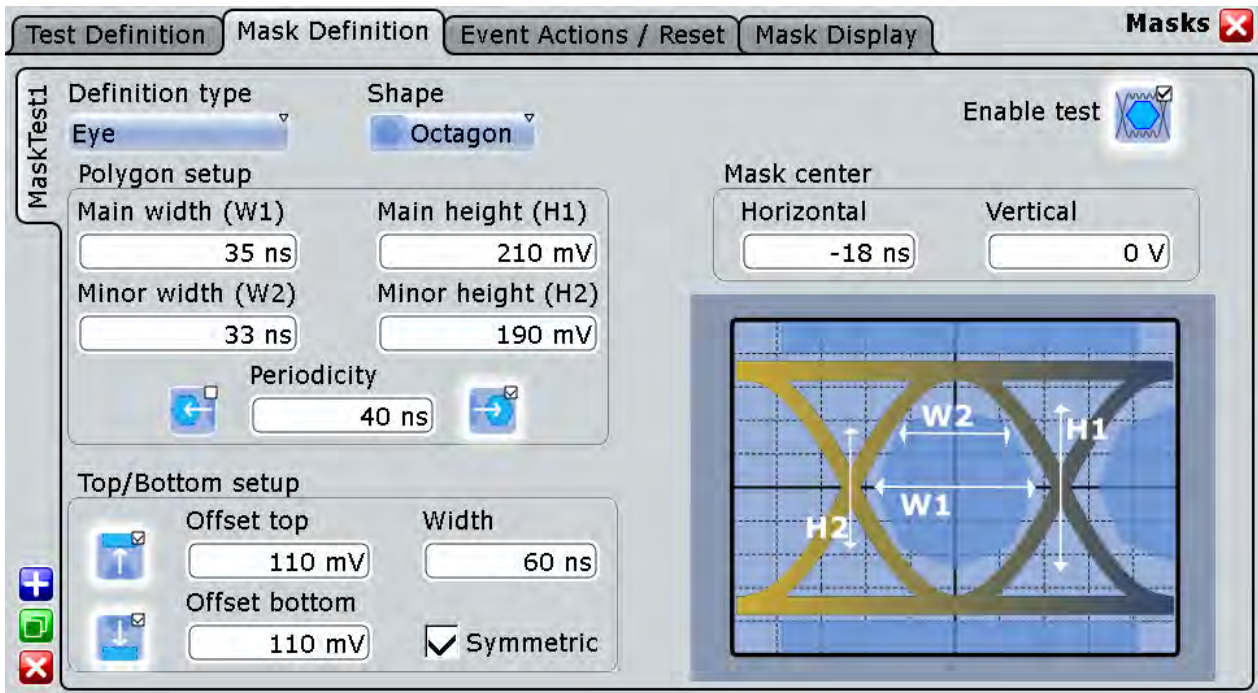 Test Definition Mask Definition Event Actions / Reset Mask Display Masks
MaskTest1
Definition type Shape
Eye Octagon Enable test
Polygon setup Mask center
Main width (W1) Main height (H1) Horizontal Vertical
35 ns 210 mV -18 ns 0 V
Minor width (W2) Minor height (H2)
33 ns 190 mV
Periodicity
40 ns
W2 H1
W1
H2
Top/Bottom setup
Offset top Width
110 mV 60 ns
Offset bottom
110 mV Symmetric